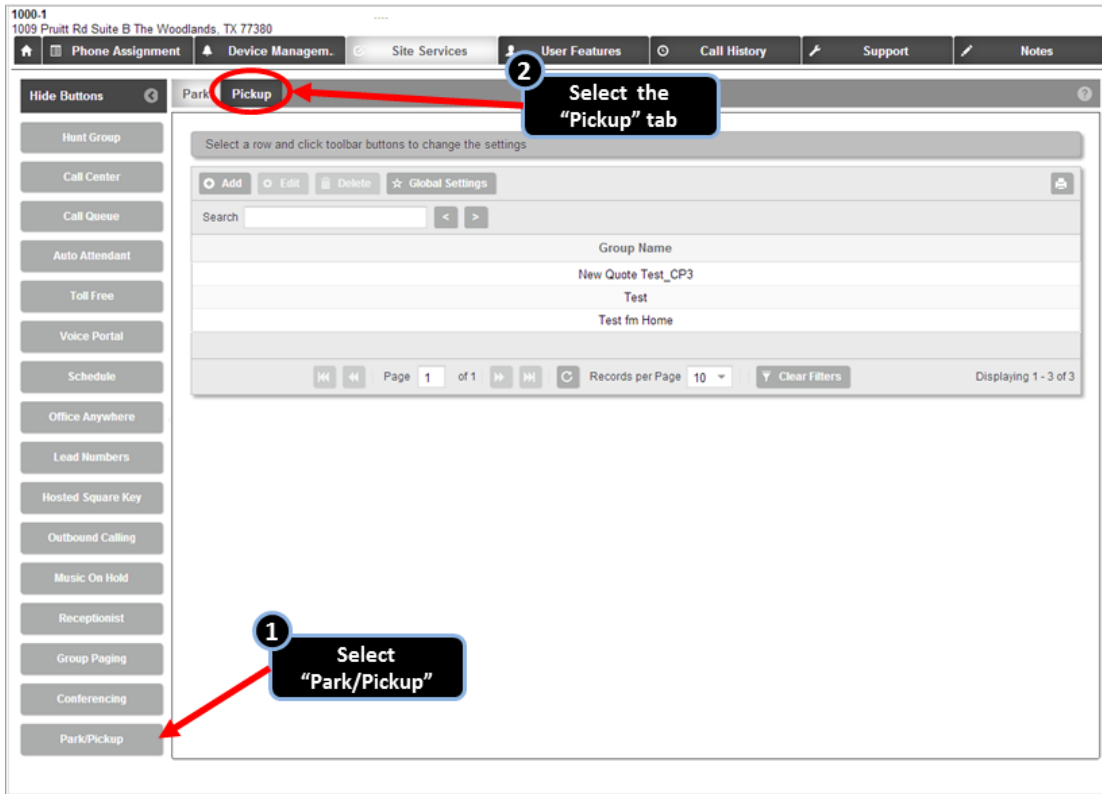 1000-1
1009 Pruitt Rd Suite B The Woodlands, TX 77380
Phone Assignment Device Managem.. Site Services User Features Call History Support Notes
Hide Buttons Park Pickup
2
Select the
“Pickup” tab
Hunt Group
Select a row and click toolbar buttons to change the settings
Call Center
Add Edit Delete Global Settings
Call Queue
Search < >
Auto Attendant
Group Name
New Quote Test_CP3
Toll Free
Test
Test fm Home
Voice Portal
Schedule
Page 1 of 1 Records per Page 10 Clear Filters Displaying 1 - 3 of 3
Office Anywhere
Lead Numbers
Hosted Square Key
Outbound Calling
Music On Hold
Receptionist
1
Select
“Park/Pickup”
Group Paging
Conferencing
Park/Pickup